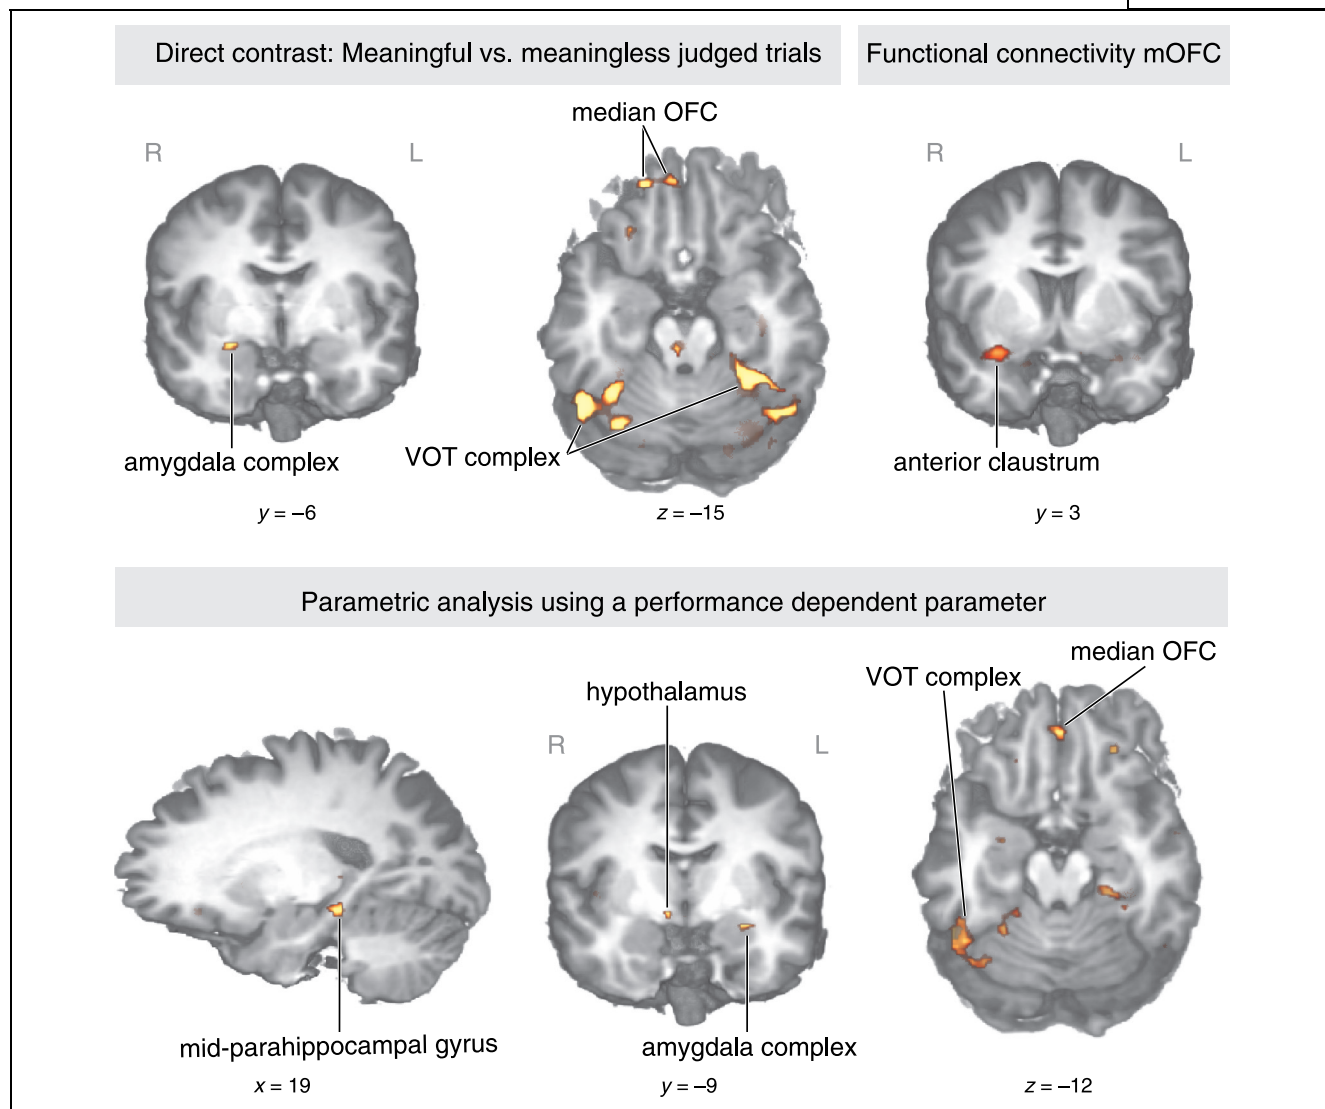 Direct contrast: Meaningful vs. meaningless judged trials
Functional connectivity mOFC
median OFC
R
L
R
L
amygdala complex
VOT complex
anterior claustrum
y = –6
z = –15
y = 3
Parametric analysis using a performance dependent parameter
median OFC
VOT complex
hypothalamus
R
L
mid-parahippocampal gyrus
amygdala complex
x = 19
y = –9
z = –12